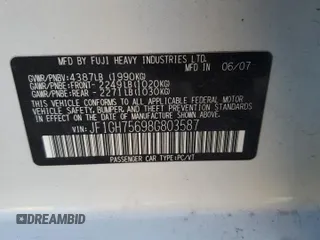 MFD BY FUJI HEAVY INDUSTRIES LTD. IN 06/07
GVWR/PNBV: 4387LB (1990KG)
GAWR/PNBE: FRONT- 2249LB (1020KG)
GAWR/PNBE: REAR - 2271LB (1030KG)
THIS VEHICLE CONFORMS TO ALL APPLICABLE FEDERAL MOTOR
VEHICLE SAFETY, BUMPER, AND THEFT PREVENTION STANDARDS
IN EFFECT ON THE DATE OF MANUFACTURE SHOWN ABOVE.
VIN: JF1GH75698G803587
PASSENGER CAR TYPE:PC/VT
DREAMBID